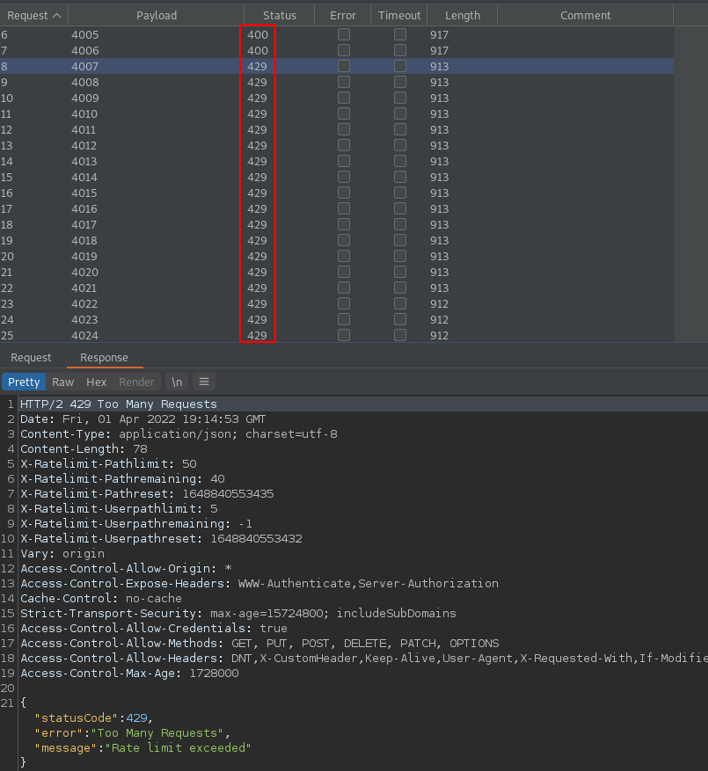 Request Payload Status Error Timeout Length Comment
6 4005 400 917
7 4006 400 917
8 4007 429 913
9 4008 429 913
10 4009 429 913
11 4010 429 913
12 4011 429 913
13 4012 429 913
14 4013 429 913
15 4014 429 913
16 4015 429 913
17 4016 429 913
18 4017 429 913
19 4018 429 913
20 4019 429 913
21 4020 429 913
22 4021 429 913
23 4022 429 912
24 4023 429 912
25 4024 429 912
Request Response
Pretty Raw Hex Render \n
1 HTTP/2 429 Too Many Requests
2 Date: Fri, 01 Apr 2022 19:14:53 GMT
3 Content-Type: application/json; charset=utf-8
4 Content-Length: 78
5 X-Ratelimit-Pathlimit: 50
6 X-Ratelimit-Pathremaining: 40
7 X-Ratelimit-Pathreset: 1648840553435
8 X-Ratelimit-Userpathlimit: 5
9 X-Ratelimit-Userpathremaining: -1
10 X-Ratelimit-Userpathreset: 1648840553432
11 Vary: origin
12 Access-Control-Allow-Origin: *
13 Access-Control-Expose-Headers: WWW-Authenticate,Server-Authorization
14 Cache-Control: no-cache
15 Strict-Transport-Security: max-age=15724800; includeSubDomains
16 Access-Control-Allow-Credentials: true
17 Access-Control-Allow-Methods: GET, PUT, POST, DELETE, PATCH, OPTIONS
18 Access-Control-Allow-Headers: DNT,X-CustomHeader,Keep-Alive,User-Agent,X-Requested-With,If-Modifie
19 Access-Control-Max-Age: 1728000
20
21 {
"statusCode":429,
"error":"Too Many Requests",
"message":"Rate limit exceeded"
}